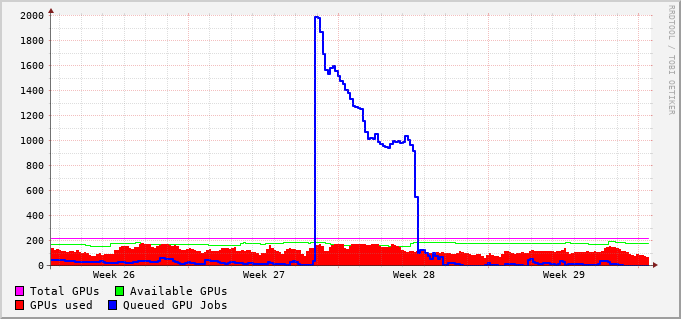 RRDTOOL / TOBI OETIKER
2000
1800
1600
1400
1200
1000
800
600
400
200
0
Week 26 Week 27 Week 28 Week 29
Total GPUs Available GPUs
GPUs used Queued GPU Jobs